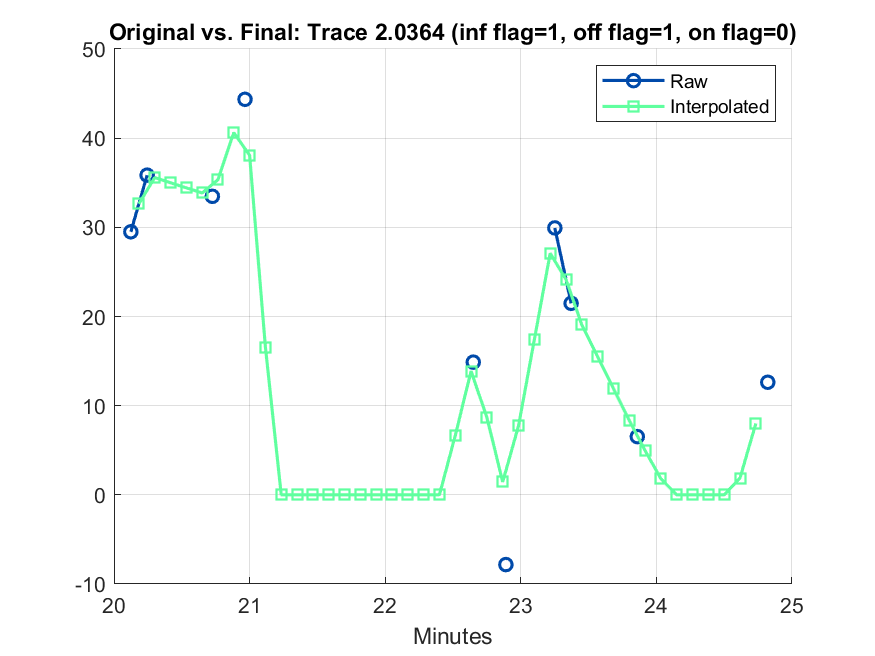 Original vs. Final: Trace 2.0364 (inf flag=1, off flag=1, on flag=0)
50
40
30
20
10
0
-10
Raw
Interpolated
20 21 22 23 24 25
Minutes